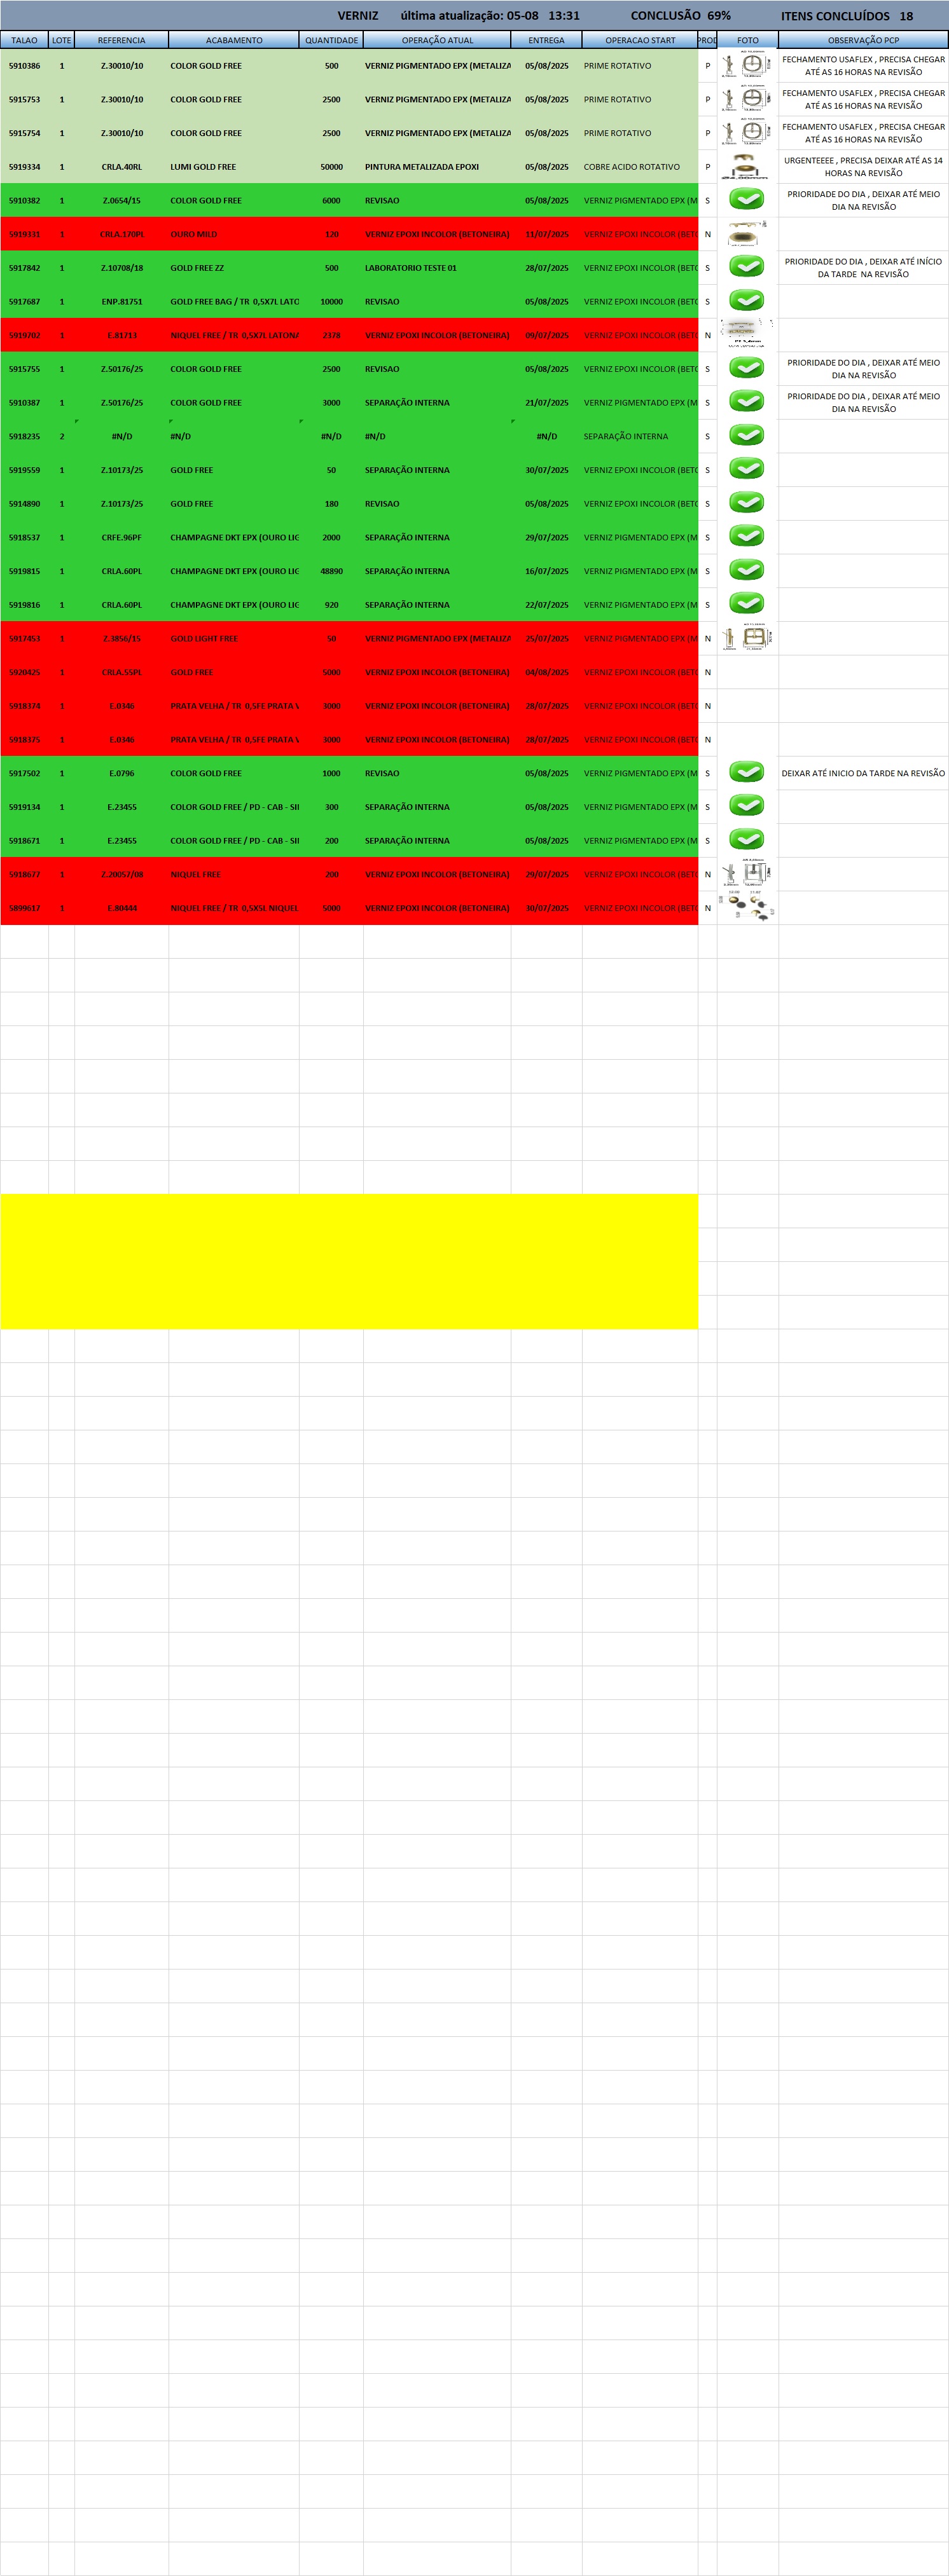 VERNIZ última atualização: 05-08 13:31 CONCLUSÃO 69% ITENS CONCLUÍDOS 18
TALAO LOTE REFERENCIA ACABAMENTO QUANTIDADE OPERAÇÃO ATUAL ENTREGA OPERACAO START PROD FOTO OBSERVAÇÃO PCP
5910386 1 Z.30010/10 COLOR GOLD FREE 500 VERNIZ PIGMENTADO EPX (METALIZA 05/08/2025 PRIME ROTATIVO P FECHAMENTO USAFLEX , PRECISA CHEGAR
ATÉ AS 16 HORAS NA REVISÃO
5915753 1 Z.30010/10 COLOR GOLD FREE 2500 VERNIZ PIGMENTADO EPX (METALIZA 05/08/2025 PRIME ROTATIVO P FECHAMENTO USAFLEX , PRECISA CHEGAR
ATÉ AS 16 HORAS NA REVISÃO
5915754 1 Z.30010/10 COLOR GOLD FREE 2500 VERNIZ PIGMENTADO EPX (METALIZA 05/08/2025 PRIME ROTATIVO P FECHAMENTO USAFLEX , PRECISA CHEGAR
ATÉ AS 16 HORAS NA REVISÃO
5919334 1 CRLA.40RL LUMI GOLD FREE 50000 PINTURA METALIZADA EPOXI 05/08/2025 COBRE ACIDO ROTATIVO P URGENTEEEE , PRECISA DEIXAR ATÉ AS 14
HORAS NA REVISÃO
5910382 1 Z.0654/15 COLOR GOLD FREE 6000 REVISAO 05/08/2025 VERNIZ PIGMENTADO EPX (M S PRIORIDADE DO DIA , DEIXAR ATÉ MEIO
DIA NA REVISÃO
5919331 1 CRLA.170PL OURO MILD 120 VERNIZ EPOXI INCOLOR (BETONEIRA) 11/07/2025 VERNIZ EPOXI INCOLOR (BETO N
5917842 1 Z.10708/18 GOLD FREE ZZ 500 LABORATORIO TESTE 01 28/07/2025 VERNIZ EPOXI INCOLOR (BETO S PRIORIDADE DO DIA , DEIXAR ATÉ INÍCIO
DA TARDE NA REVISÃO
5917687 1 ENP.81751 GOLD FREE BAG / TR 0,5X7L LATO 10000 REVISAO 05/08/2025 VERNIZ EPOXI INCOLOR (BETO S
5919702 1 E.81713 NIQUEL FREE / TR 0,5X7L LATONA 2378 VERNIZ EPOXI INCOLOR (BETONEIRA) 09/07/2025 VERNIZ EPOXI INCOLOR (BETO N
5915755 1 Z.50176/25 COLOR GOLD FREE 2500 REVISAO 05/08/2025 VERNIZ EPOXI INCOLOR (BETO S PRIORIDADE DO DIA , DEIXAR ATÉ MEIO
DIA NA REVISÃO
5910387 1 Z.50176/25 COLOR GOLD FREE 3000 SEPARAÇÃO INTERNA 21/07/2025 VERNIZ PIGMENTADO EPX (M S PRIORIDADE DO DIA , DEIXAR ATÉ MEIO
DIA NA REVISÃO
5918235 2 #N/D #N/D #N/D #N/D #N/D SEPARAÇÃO INTERNA S
5919559 1 Z.10173/25 GOLD FREE 50 SEPARAÇÃO INTERNA 30/07/2025 VERNIZ EPOXI INCOLOR (BETO S
5914890 1 Z.10173/25 GOLD FREE 180 REVISAO 05/08/2025 VERNIZ EPOXI INCOLOR (BETO S
5918537 1 CRFE.96PF CHAMPAGNE DKT EPX (OURO LIG 2000 SEPARAÇÃO INTERNA 29/07/2025 VERNIZ PIGMENTADO EPX (M S
5919815 1 CRLA.60PL CHAMPAGNE DKT EPX (OURO LIG 48890 SEPARAÇÃO INTERNA 16/07/2025 VERNIZ PIGMENTADO EPX (M S
5919816 1 CRLA.60PL CHAMPAGNE DKT EPX (OURO LIG 920 SEPARAÇÃO INTERNA 22/07/2025 VERNIZ PIGMENTADO EPX (M S
5917453 1 Z.3856/15 GOLD LIGHT FREE 50 VERNIZ PIGMENTADO EPX (METALIZA 25/07/2025 VERNIZ PIGMENTADO EPX (M N
5920425 1 CRLA.55PL GOLD FREE 5000 VERNIZ EPOXI INCOLOR (BETONEIRA) 04/08/2025 VERNIZ EPOXI INCOLOR (BETO N
5918374 1 E.0346 PRATA VELHA / TR 0,5FE PRATA V 3000 VERNIZ EPOXI INCOLOR (BETONEIRA) 28/07/2025 VERNIZ EPOXI INCOLOR (BETO N
5918375 1 E.0346 PRATA VELHA / TR 0,5FE PRATA V 3000 VERNIZ EPOXI INCOLOR (BETONEIRA) 28/07/2025 VERNIZ EPOXI INCOLOR (BETO N
5917502 1 E.0796 COLOR GOLD FREE 1000 REVISAO 05/08/2025 VERNIZ PIGMENTADO EPX (M S DEIXAR ATÉ INICIO DA TARDE NA REVISÃO
5919134 1 E.23455 COLOR GOLD FREE / PD - CAB - SII 300 SEPARAÇÃO INTERNA 05/08/2025 VERNIZ PIGMENTADO EPX (M S
5918671 1 E.23455 COLOR GOLD FREE / PD - CAB - SII 200 SEPARAÇÃO INTERNA 05/08/2025 VERNIZ PIGMENTADO EPX (M S
5918677 1 Z.20057/08 NIQUEL FREE 200 VERNIZ EPOXI INCOLOR (BETONEIRA) 29/07/2025 VERNIZ EPOXI INCOLOR (BETO N
5899617 1 E.80444 NIQUEL FREE / TR 0,5X5L NIQUEL 5000 VERNIZ EPOXI INCOLOR (BETONEIRA) 30/07/2025 VERNIZ EPOXI INCOLOR (BETO N